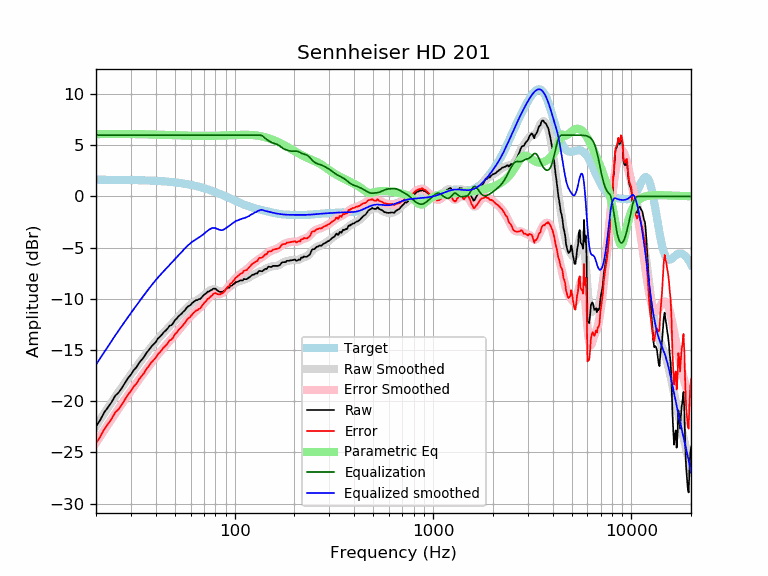 Sennheiser HD 201
Amplitude (dBr)
10
5
0
−5
−10
−15
−20
−25
−30
Target
Raw Smoothed
Error Smoothed
Raw
Error
Parametric Eq
Equalization
Equalized smoothed
100
1000
10000
Frequency (Hz)